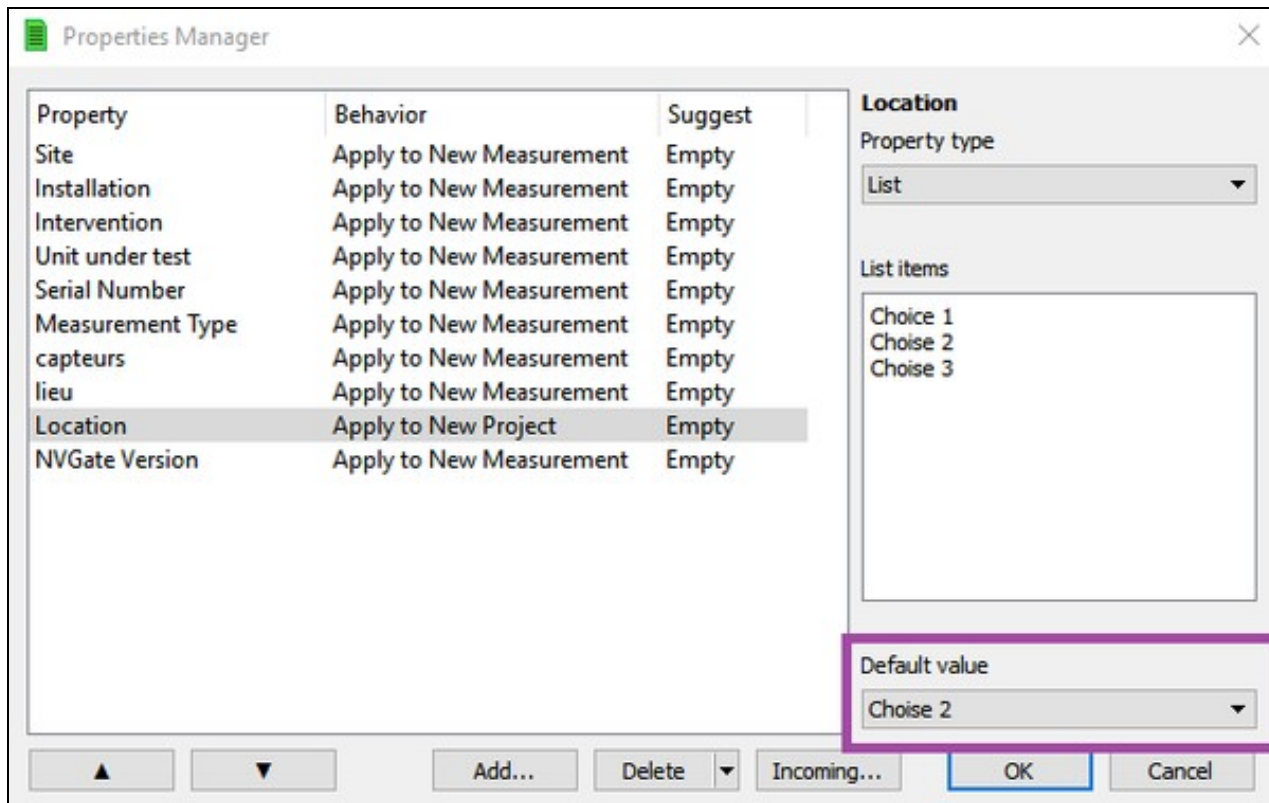 Properties Manager
Property Behavior Suggest
Site Apply to New Measurement Empty
Installation Apply to New Measurement Empty
Intervention Apply to New Measurement Empty
Unit under test Apply to New Measurement Empty
Serial Number Apply to New Measurement Empty
Measurement Type Apply to New Measurement Empty
capteurs Apply to New Measurement Empty
lieu Apply to New Measurement Empty
Location Apply to New Project Empty
NVGate Version Apply to New Measurement Empty
Location
Property type
List
List items
Choice 1
Choise 2
Choise 3
Default value
Choise 2
Add... Delete Incoming... OK Cancel